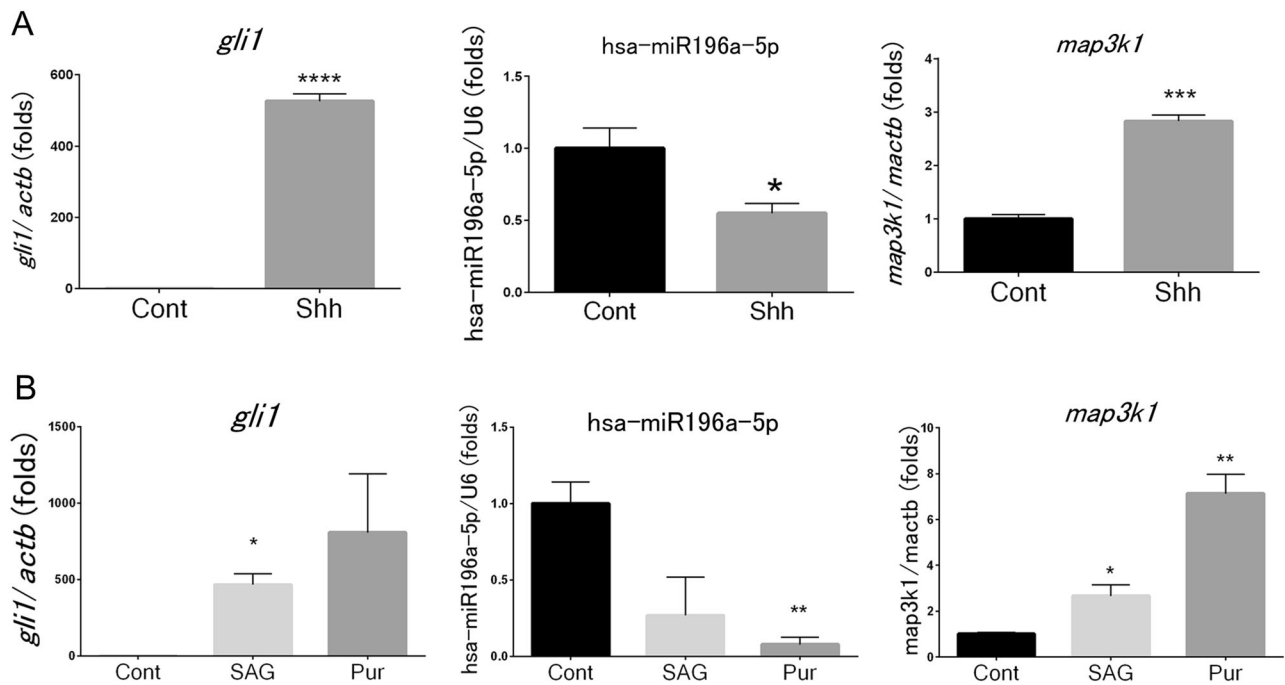 A
gli1
gli1/actb (folds)
600
400
200
0
****
Cont
Shh
hsa-miR196a-5p
hsa-miR196a-5p/U6 (folds)
1.5
1.0
0.5
0.0
*
Cont
Shh
map3k1
map3k1/mactb (folds)
4
3
2
1
0
***
Cont
Shh
B
gli1
gli1/actb (folds)
1500
1000
500
0
*
Cont
SAG
Pur
hsa-miR196a-5p
hsa-miR196a-5p/U6 (folds)
1.5
1.0
0.5
0.0
**
Cont
SAG
Pur
map3k1
map3k1/mactb (folds)
10
8
6
4
2
0
*
**
Cont
SAG
Pur